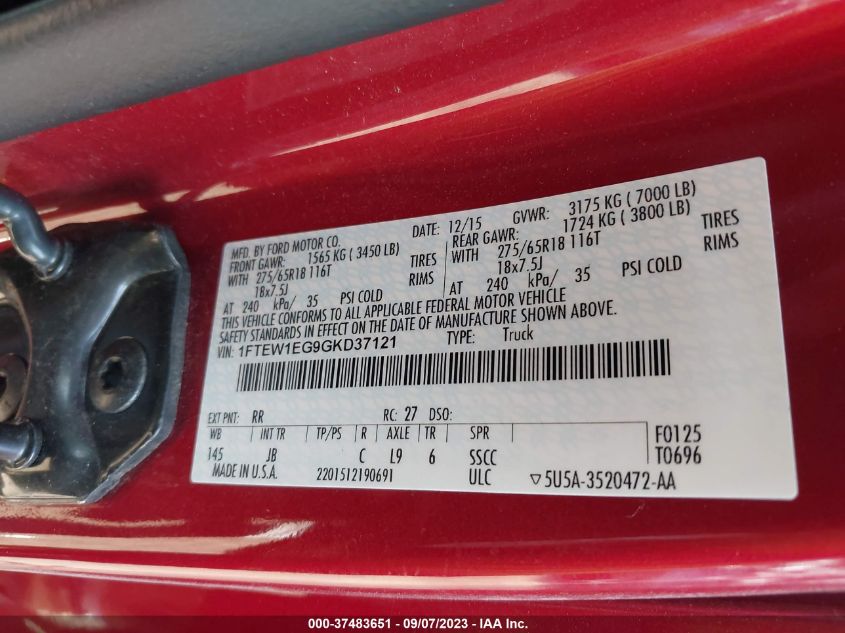 MFD. BY FORD MOTOR CO. DATE: 12/15 GVWR: 3175 KG ( 7000 LB)
FRONT GAWR: 1565 KG ( 3450 LB) REAR GAWR: 1724 KG ( 3800 LB)
WITH 275/65R18 116T TIRES WITH 275/65R18 116T TIRES
18x7.5J RIMS 18x7.5J RIMS
AT 240 kPa/ 35 PSI COLD AT 240 kPa/ 35 PSI COLD
THIS VEHICLE CONFORMS TO ALL APPLICABLE FEDERAL MOTOR VEHICLE
SAFETY STANDARDS IN EFFECT ON THE DATE OF MANUFACTURE SHOWN ABOVE.
VIN: 1FTEW1EG9GKD37121 TYPE: Truck
EXT PNT: RR RC: 27 DSO:
WB INT TR TP/PS R AXLE TR SPR F0125
145 JB C L9 6 SSCC T0696
MADE IN U.S.A. 2201512190691 ULC ▽5U5A-3520472-AA
000-37483651 - 09/07/2023 - IAA Inc.